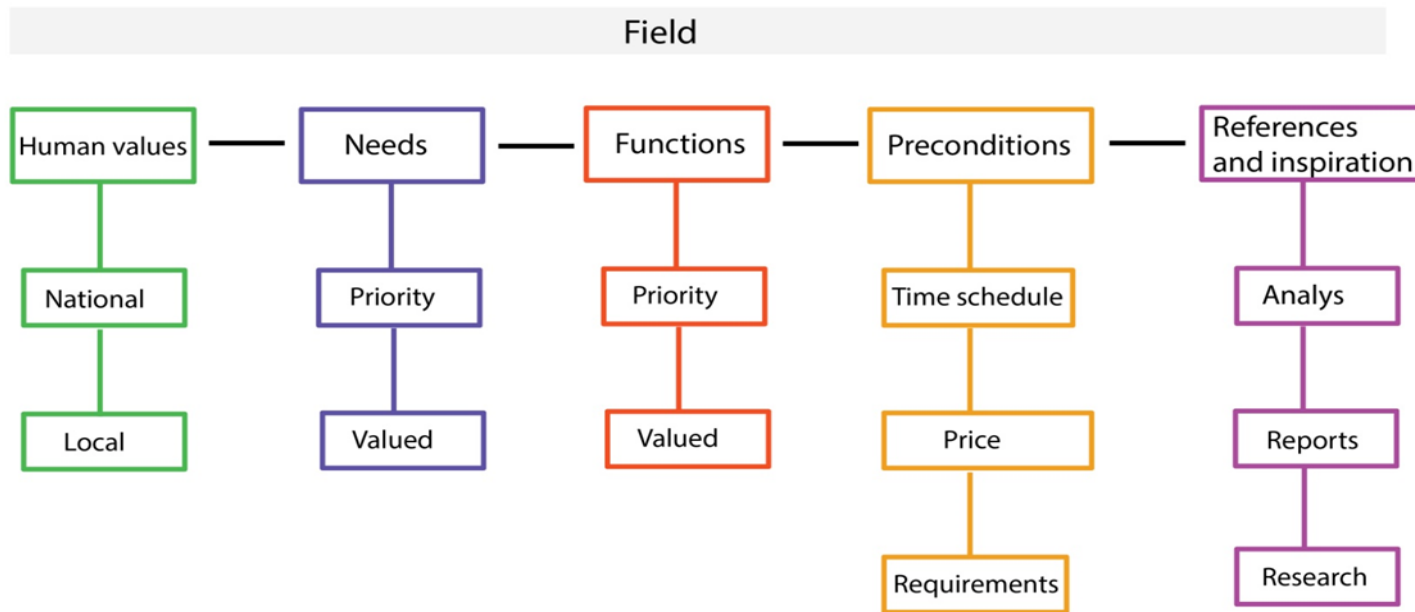 Field
Human values
Needs
Functions
Preconditions
References
and inspiration
National
Priority
Priority
Time schedule
Analys
Local
Valued
Valued
Price
Reports
Requirements
Research